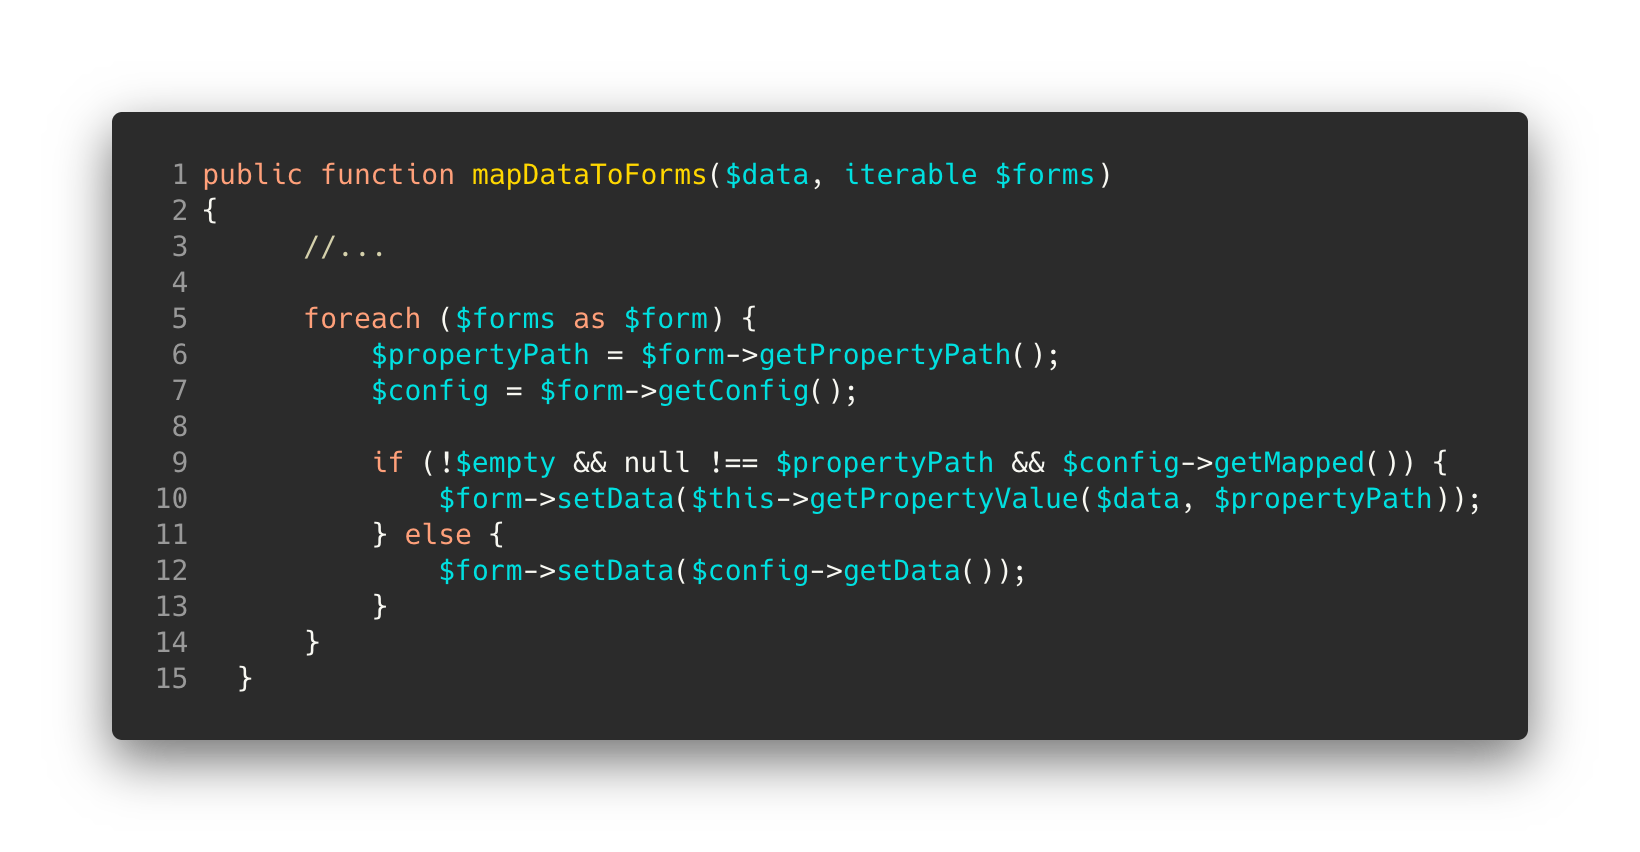 1 public function mapDataToForms($data, iterable $forms)
2 {
3       //...
4
5       foreach ($forms as $form) {
6           $propertyPath = $form->getPropertyPath();
7           $config = $form->getConfig();
8
9           if (!$empty && null !== $propertyPath && $config->getMapped()) {
10               $form->setData($this->getPropertyValue($data, $propertyPath));
11           } else {
12               $form->setData($config->getData());
13           }
14       }
15   }